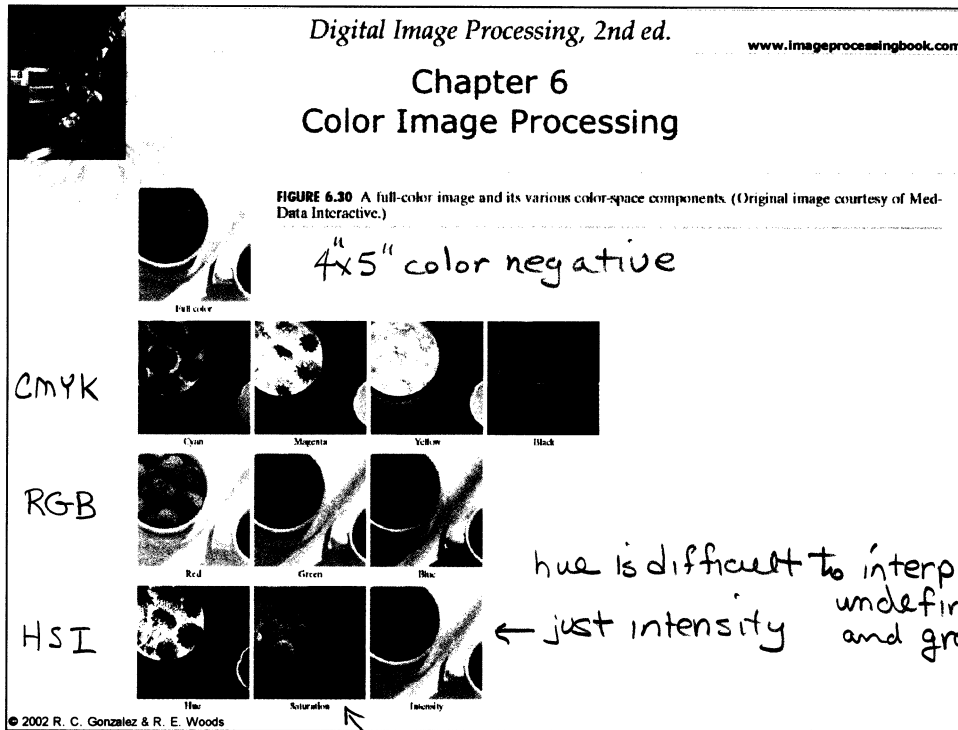 Digital Image Processing, 2nd ed.
www.imageprocessingbook.com
Chapter 6
Color Image Processing
FIGURE 6.30 A full-color image and its various color-space components. (Original image courtesy of Med-
Data Interactive.)
4"x5" color negative
Full color
CMYK
Cyan Magenta Yellow Black
RGB
Red Green Blue
hue is difficult to interp
undefin
HSI
← just intensity and gra
Hue Saturation Intensity
© 2002 R. C. Gonzalez & R. E. Woods